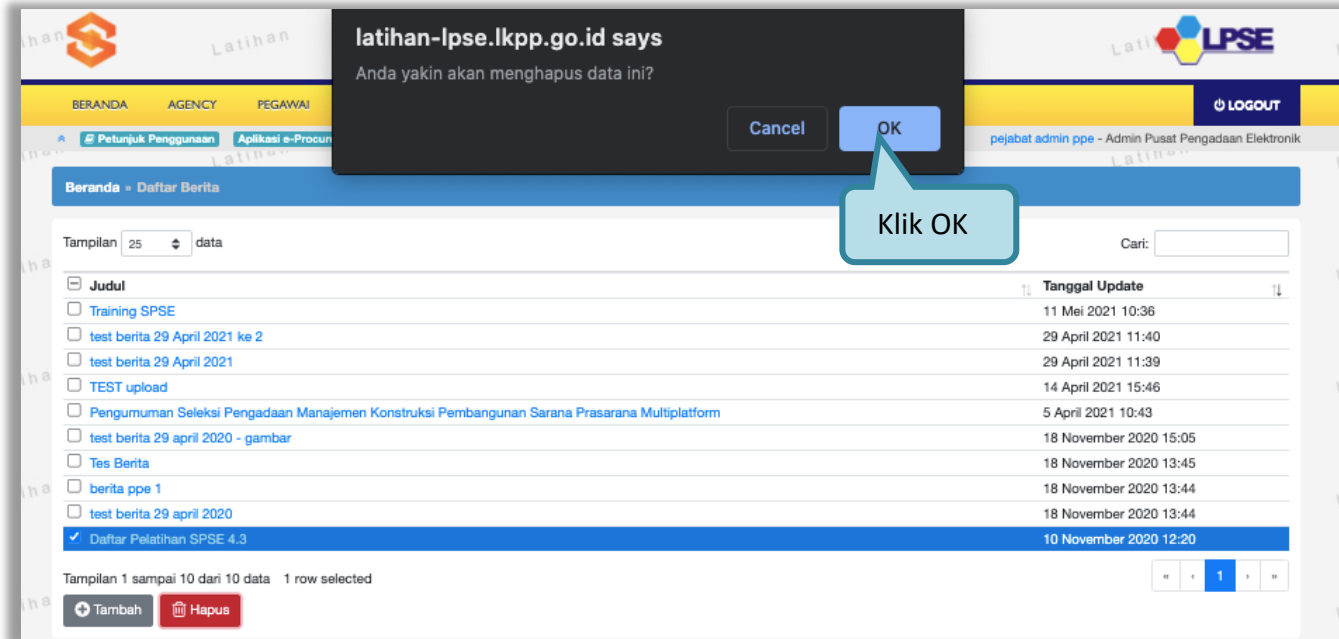 Latihan
LPSE
latihan-lpse.lkpp.go.id says
Anda yakin akan menghapus data ini?
Cancel OK
BERANDA AGENCY PEGAWAI LOGOUT
Petunjuk Penggunaan Aplikasi e-Procure pejabat admin ppe - Admin Pusat Pengadaan Elektronik
Latihan
Beranda » Daftar Berita
Klik OK
Tampilan 25 data Cari:
Judul Tanggal Update
Training SPSE 11 Mei 2021 10:36
test berita 29 April 2021 ke 2 29 April 2021 11:40
test berita 29 April 2021 29 April 2021 11:39
TEST upload 14 April 2021 15:46
Pengumuman Seleksi Pengadaan Manajemen Konstruksi Pembangunan Sarana Prasarana Multiplatform 5 April 2021 10:43
test berita 29 april 2020 - gambar 18 November 2020 15:05
Tes Berita 18 November 2020 13:45
berita ppe 1 18 November 2020 13:44
test berita 29 april 2020 18 November 2020 13:44
Daftar Pelatihan SPSE 4.3 10 November 2020 12:20
Tampilan 1 sampai 10 dari 10 data 1 row selected « ‹ 1 › »
Tambah Hapus